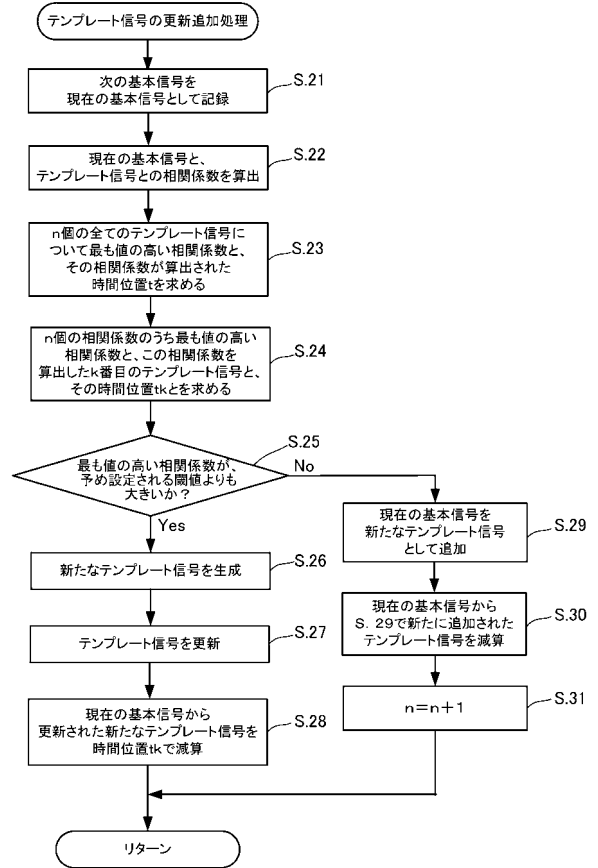 テンプレート信号の更新追加処理
次の基本信号を
現在の基本信号として記録
S.21
現在の基本信号と、
テンプレート信号との相関係数を算出
S.22
n個の全てのテンプレート信号に
ついて最も値の高い相関係数と、
その相関係数が算出された
時間位置tを求める
S.23
n個の相関係数のうち最も値の高い
相関係数と、この相関係数を
算出したk番目のテンプレート信号と、
その時間位置tkとを求める
S.24
最も値の高い相関係数が、
予め設定される閾値よりも
大きいか?
S.25
No
Yes
新たなテンプレート信号を生成
S.26
テンプレート信号を更新
S.27
現在の基本信号から
更新された新たなテンプレート信号を
時間位置tkで減算
S.28
現在の基本信号を
新たなテンプレート信号
として追加
S.29
現在の基本信号から
S.29で新たに追加された
テンプレート信号を減算
S.30
n=n+1
S.31
リターン